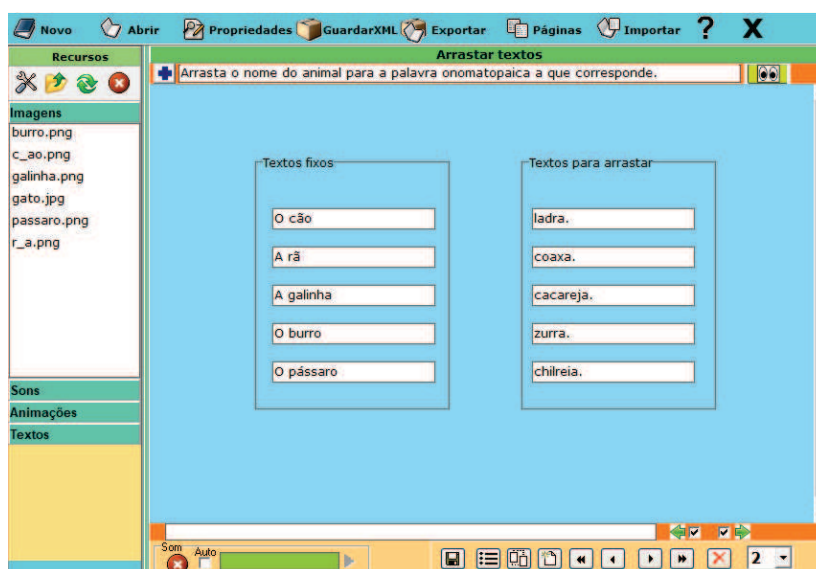 Novo Abrir Propriedades GuardarXML Exportar Páginas Importar ? X
Recursos
Arrastar textos
Arrasta o nome do animal para a palavra onomatopaica a que corresponde.
Imagens
burro.png
c_ao.png
galinha.png
gato.jpg
passaro.png
r_a.png
Sons
Animações
Textos
Textos fixos
O cão
A rã
A galinha
O burro
O pássaro
Textos para arrastar
ladra.
coaxa.
cacareja.
zurra.
chilreia.
Som Auto
2